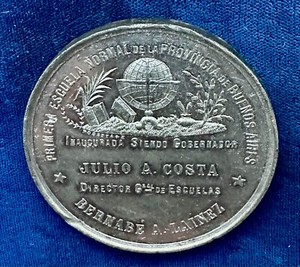 PRIMERA ESCUELA NORMAL DE LA PROVINCIA DE BUENOS AIRES
INAUGURADA SIENDO GOBERNADOR
JULIO A. COSTA
DIRECTOR GRAL DE ESCUELAS
BERNABÉ A. LAINEZ